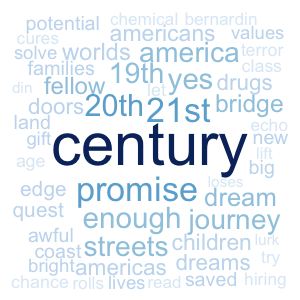 potential chemical bernardin
cures americans values
solve worlds america terror
families 19th yes class
din fellow let drugs
doors 20th 21st bridge
land echo
gift century new
age lift
edge promise loses big
quest enough dream
awful journey
coast streets children lurk
bright americas dreams try
chance rolls lives read saved hiring